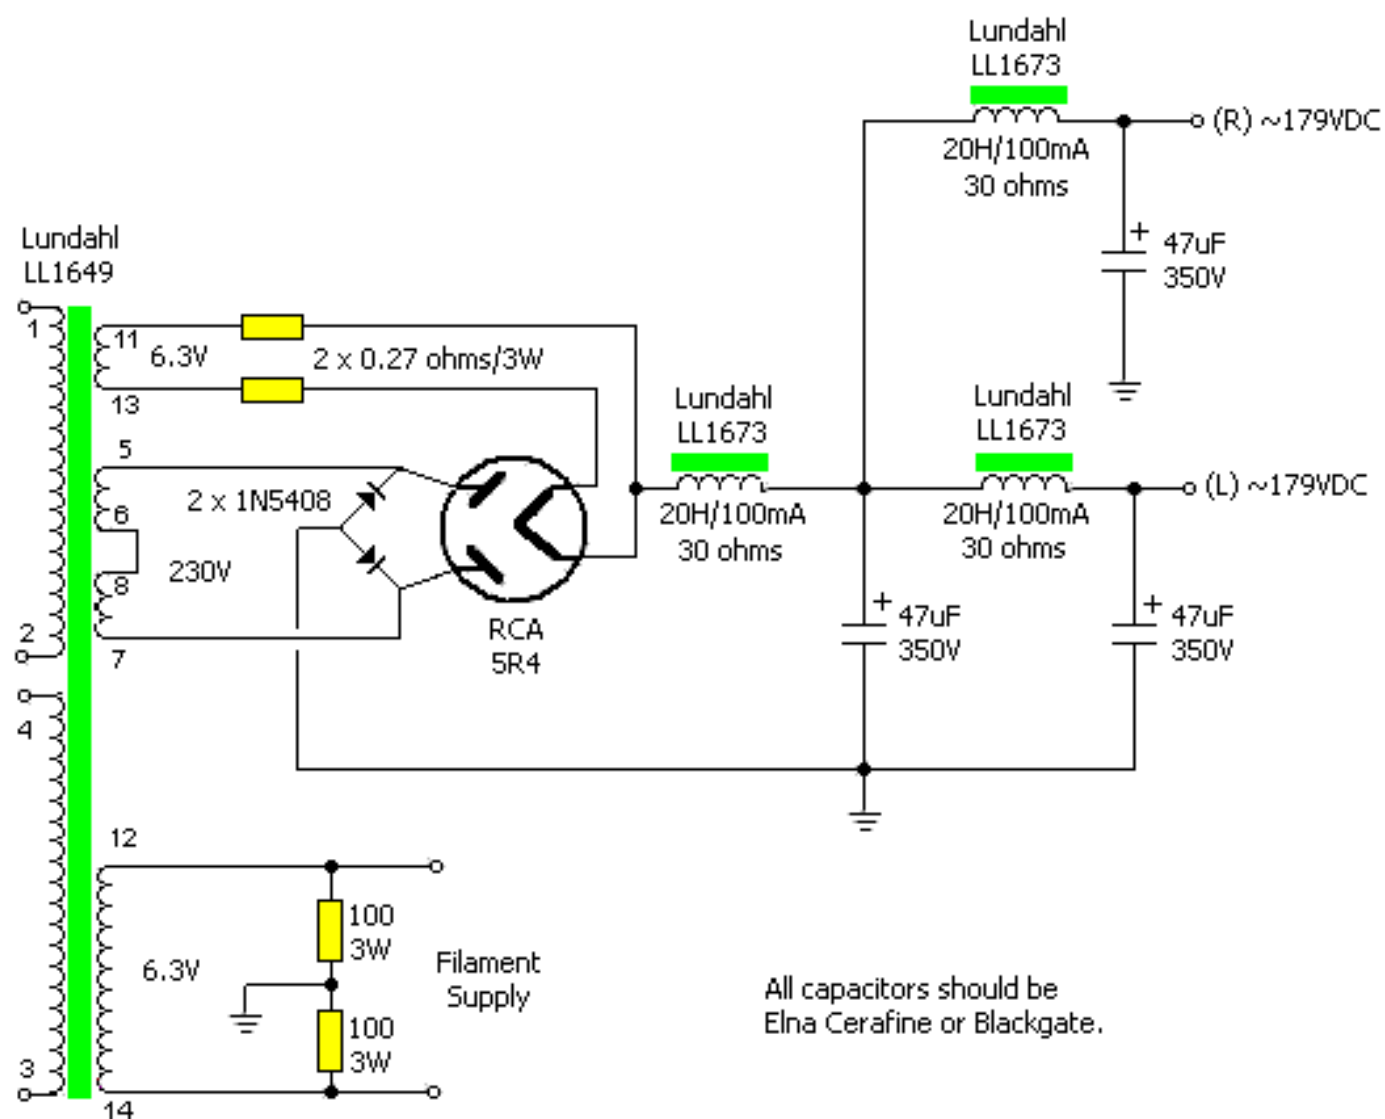 Lundahl
LL1673
(R) ~179VDC
20H/100mA
30 ohms
+
47uF
350V
Lundahl
LL1649
1
11
6.3V
2 x 0.27 ohms/3W
13
5
Lundahl
LL1673
Lundahl
LL1673
2 x 1N5408
6
(L) ~179VDC
20H/100mA
30 ohms
20H/100mA
30 ohms
230V
8
2
7
RCA
5R4
+
47uF
350V
+
47uF
350V
4
12
100
3W
6.3V
Filament
Supply
100
3W
3
14
All capacitors should be
Elna Cerafine or Blackgate.